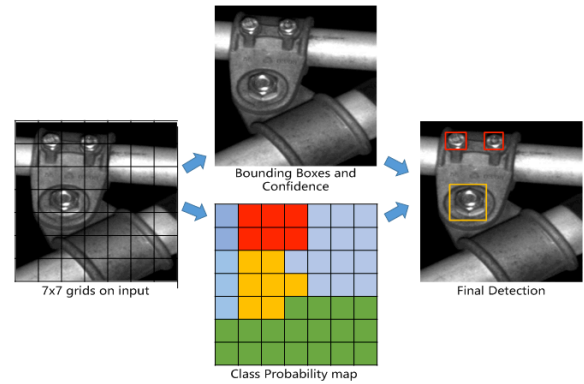 Bounding Boxes and
Confidence
7x7 grids on input
Final Detection
Class Probability map